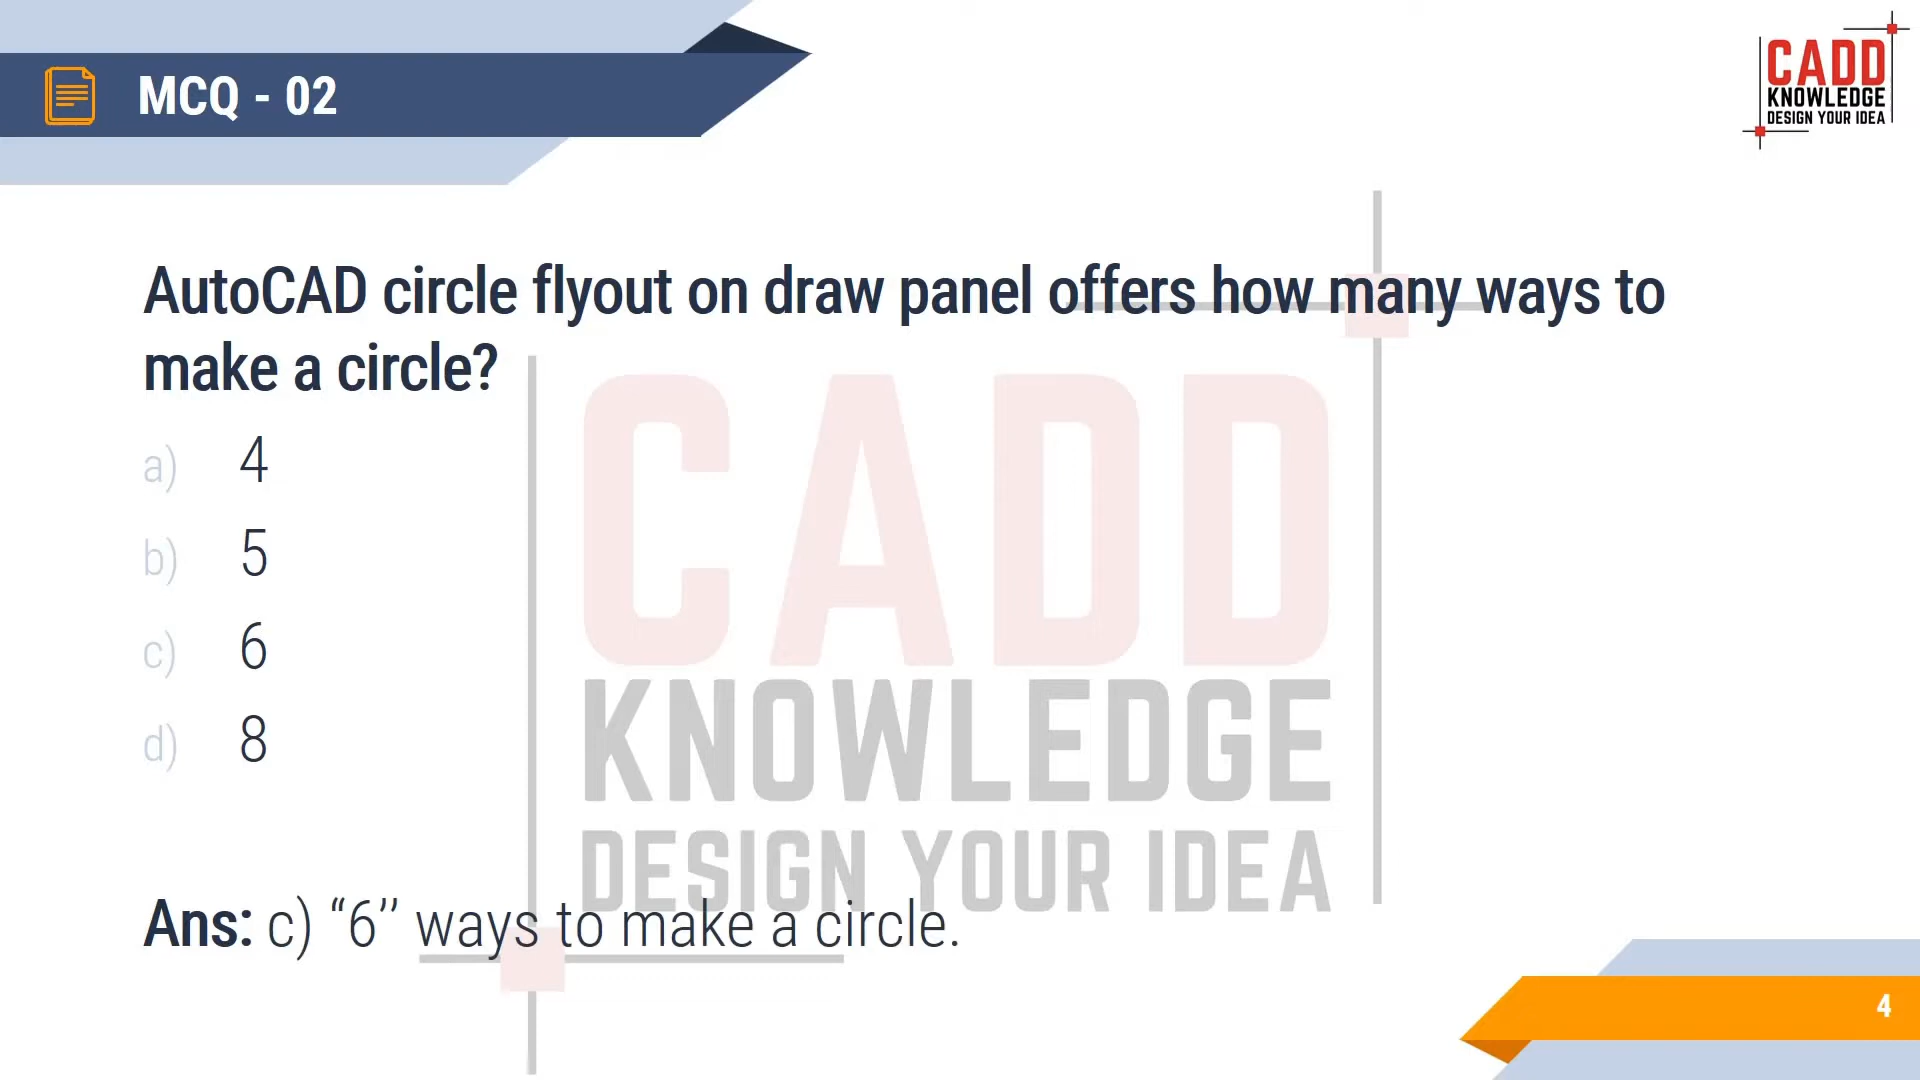 MCQ - 02
CADD
KNOWLEDGE
DESIGN YOUR IDEA
AutoCAD circle flyout on draw panel offers how many ways to
make a circle?
a) 4
b) 5
c) 6
d) 8
CADD
KNOWLEDGE
DESIGN YOUR IDEA
Ans: c) “6’’ ways to make a circle.
4